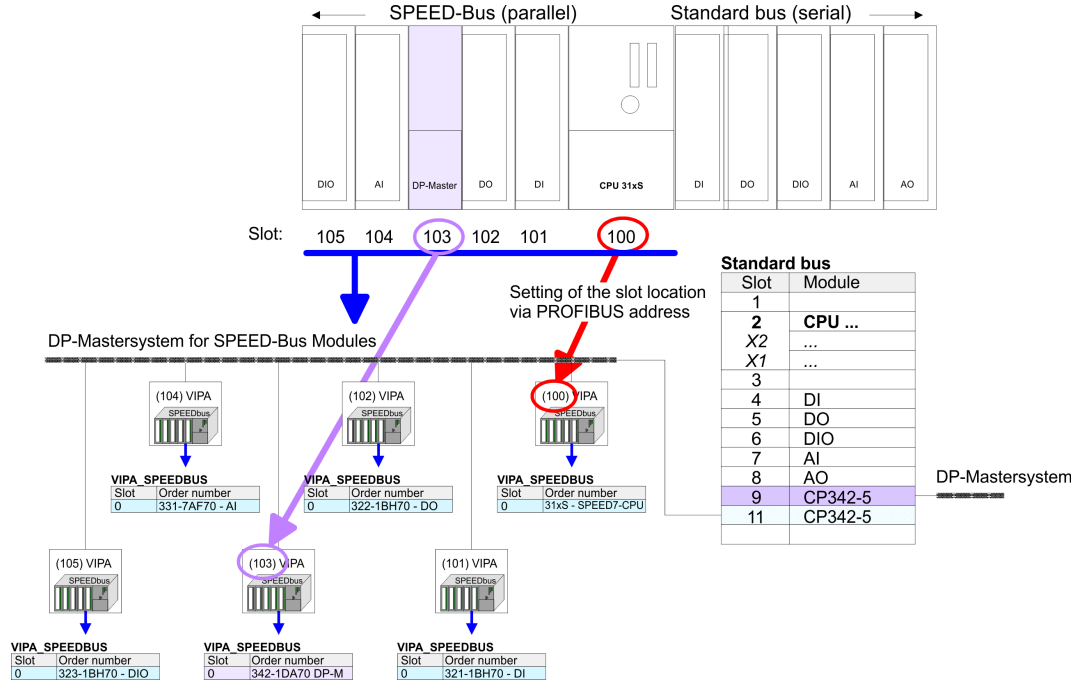 SPEED-Bus (parallel) Standard bus (serial)
DIO AI DP-Master DO DI CPU 31xS DI DO DIO AI AO
Slot: 105 104 103 102 101 100
Setting of the slot location
via PROFIBUS address
DP-Mastersystem for SPEED-Bus Modules
(104) VIPA
SPEEDbus
VIPA_SPEEDBUS
Slot Order number
0 331-7AF70 - AI
(102) VIPA
SPEEDbus
VIPA_SPEEDBUS
Slot Order number
0 322-1BH70 - DO
(100) VIPA
SPEEDbus
VIPA_SPEEDBUS
Slot Order number
0 31xS - SPEED7-CPU
(105) VIPA
SPEEDbus
VIPA_SPEEDBUS
Slot Order number
0 323-1BH70 - DIO
(103) VIPA
SPEEDbus
VIPA_SPEEDBUS
Slot Order number
0 342-1DA70 DP-M
(101) VIPA
SPEEDbus
VIPA_SPEEDBUS
Slot Order number
0 321-1BH70 - DI
Standard bus
Slot Module
1
2 CPU ...
X2 ...
X1 ...
3
4 DI
5 DO
6 DIO
7 AI
8 AO
9 CP342-5
11 CP342-5
DP-Mastersystem